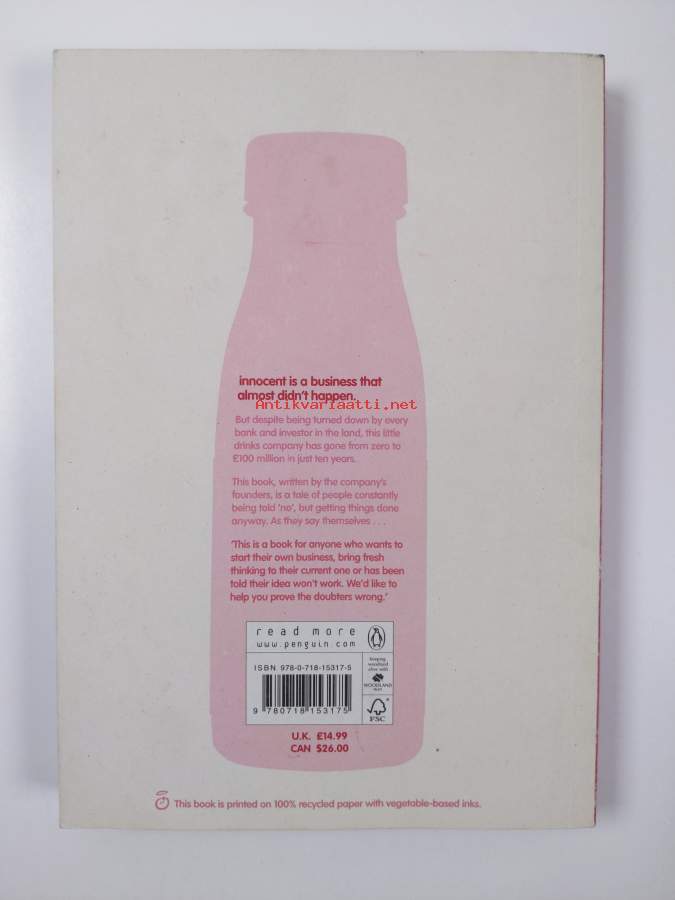 innocent is a business that
almost didn't happen.
Antikvariaatti.net
But despite being turned down by every
bank and investor in the land, this little
drinks company has gone from zero to
£100 million in just ten years.
This book, written by the company's
founders, is a tale of people constantly
being told 'no', but getting things done
anyway. As they say themselves . . .
'This is a book for anyone who wants to
start their own business, bring fresh
thinking to their current one or has been
told their idea won't work. We'd like to
help you prove the doubters wrong.'
read more
www.penguin.com
ISBN 978-0-718-15317-5
9 780718 153175
keeping
woodland
alive with
WOODLAND
TRUST
FSC
U.K. £14.99
CAN $26.00
This book is printed on 100% recycled paper with vegetable-based inks.